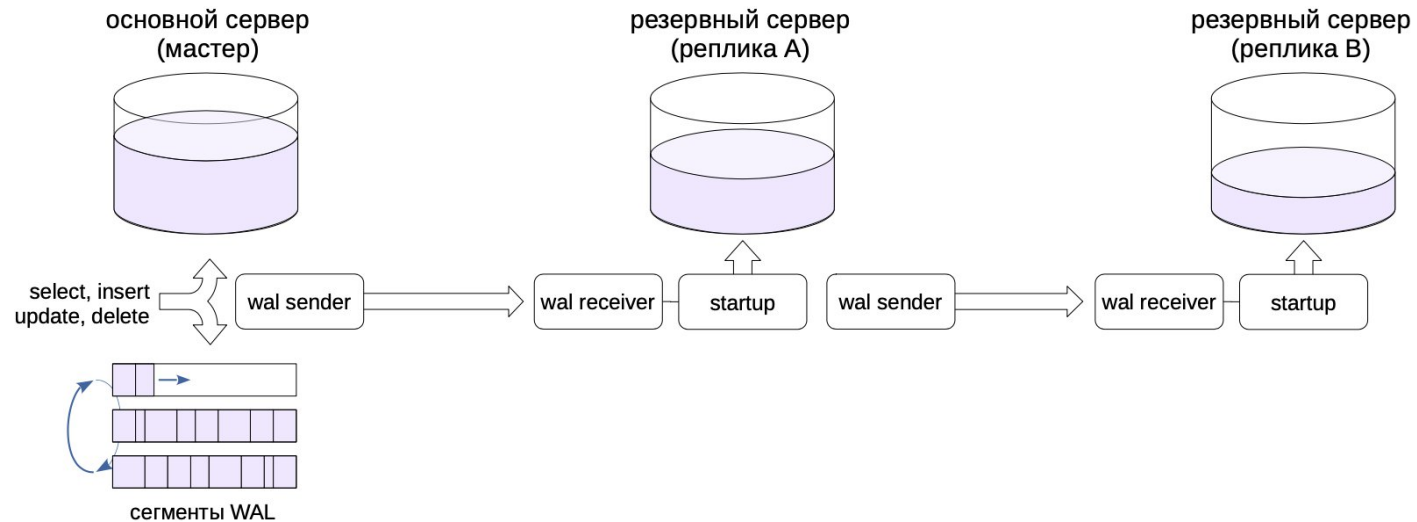 основной сервер
(мастер)
резервный сервер
(реплика A)
резервный сервер
(реплика B)
select, insert
update, delete
wal sender
wal receiver
startup
wal sender
wal receiver
startup
сегменты WAL